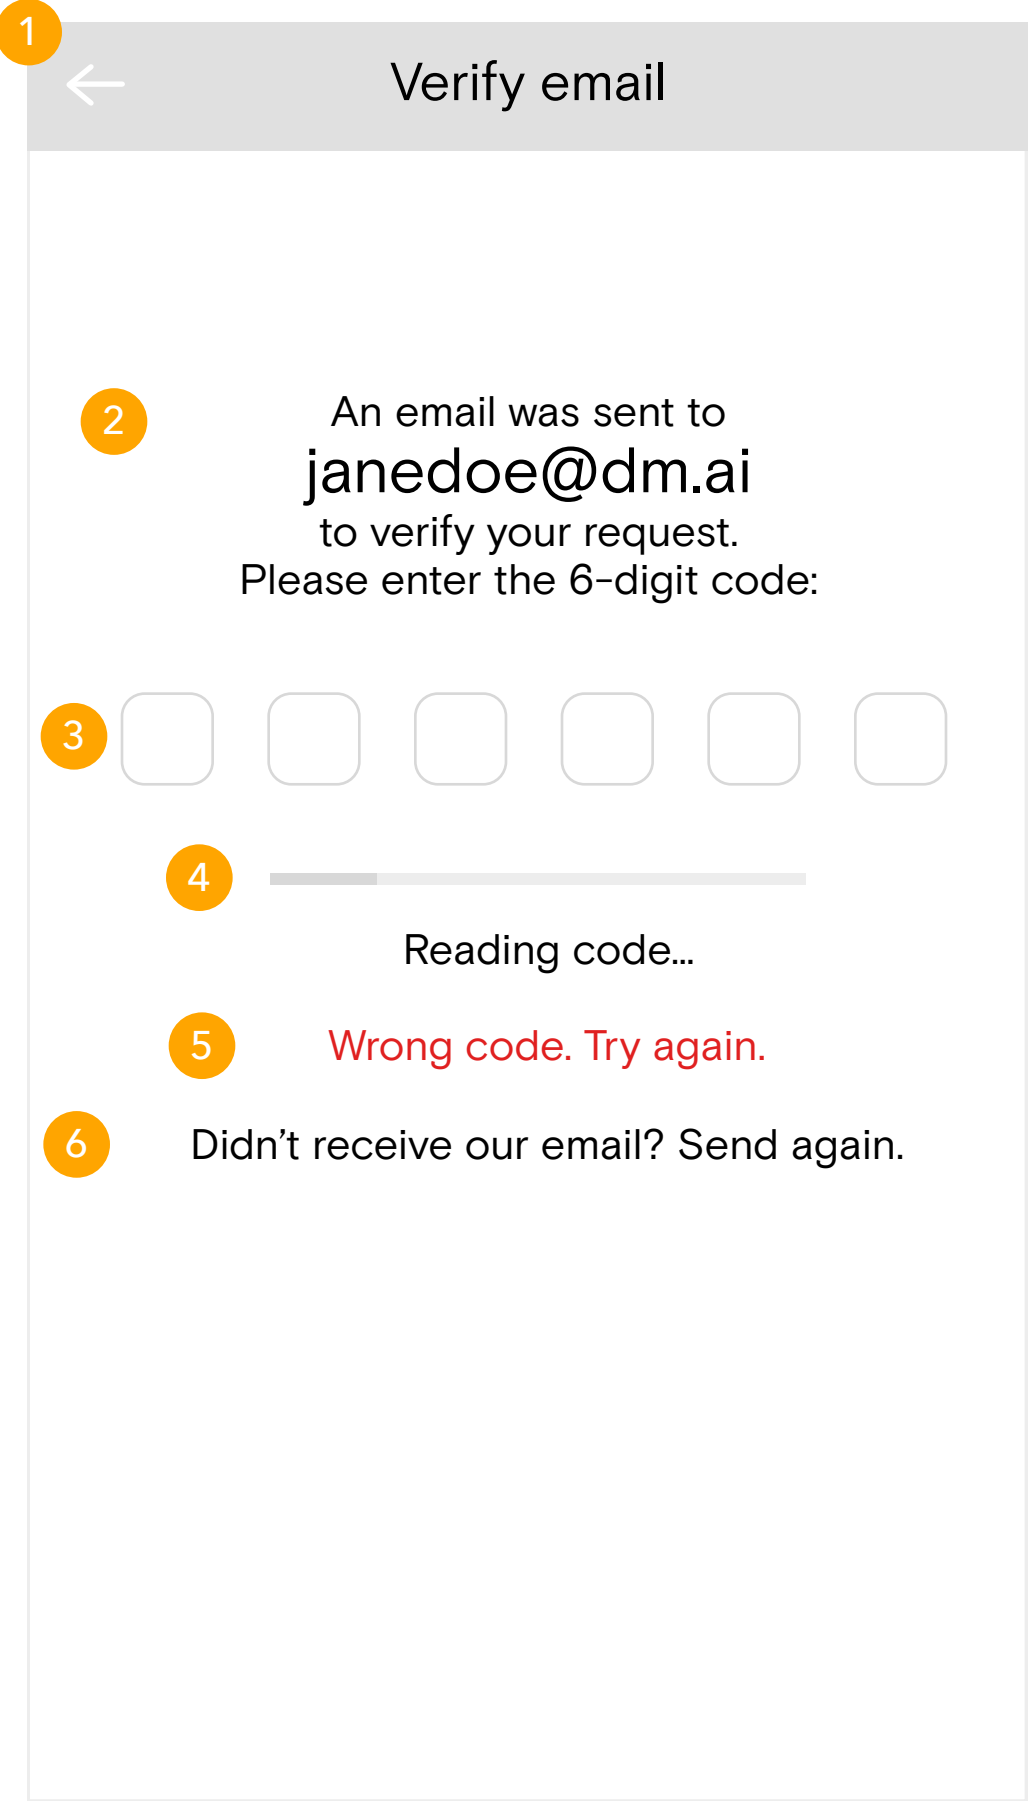 1
Verify email
2
An email was sent to
janedoe@dm.ai
to verify your request.
Please enter the 6-digit code:
3
4
Reading code...
5
Wrong code. Try again.
6
Didn’t receive our email? Send again.